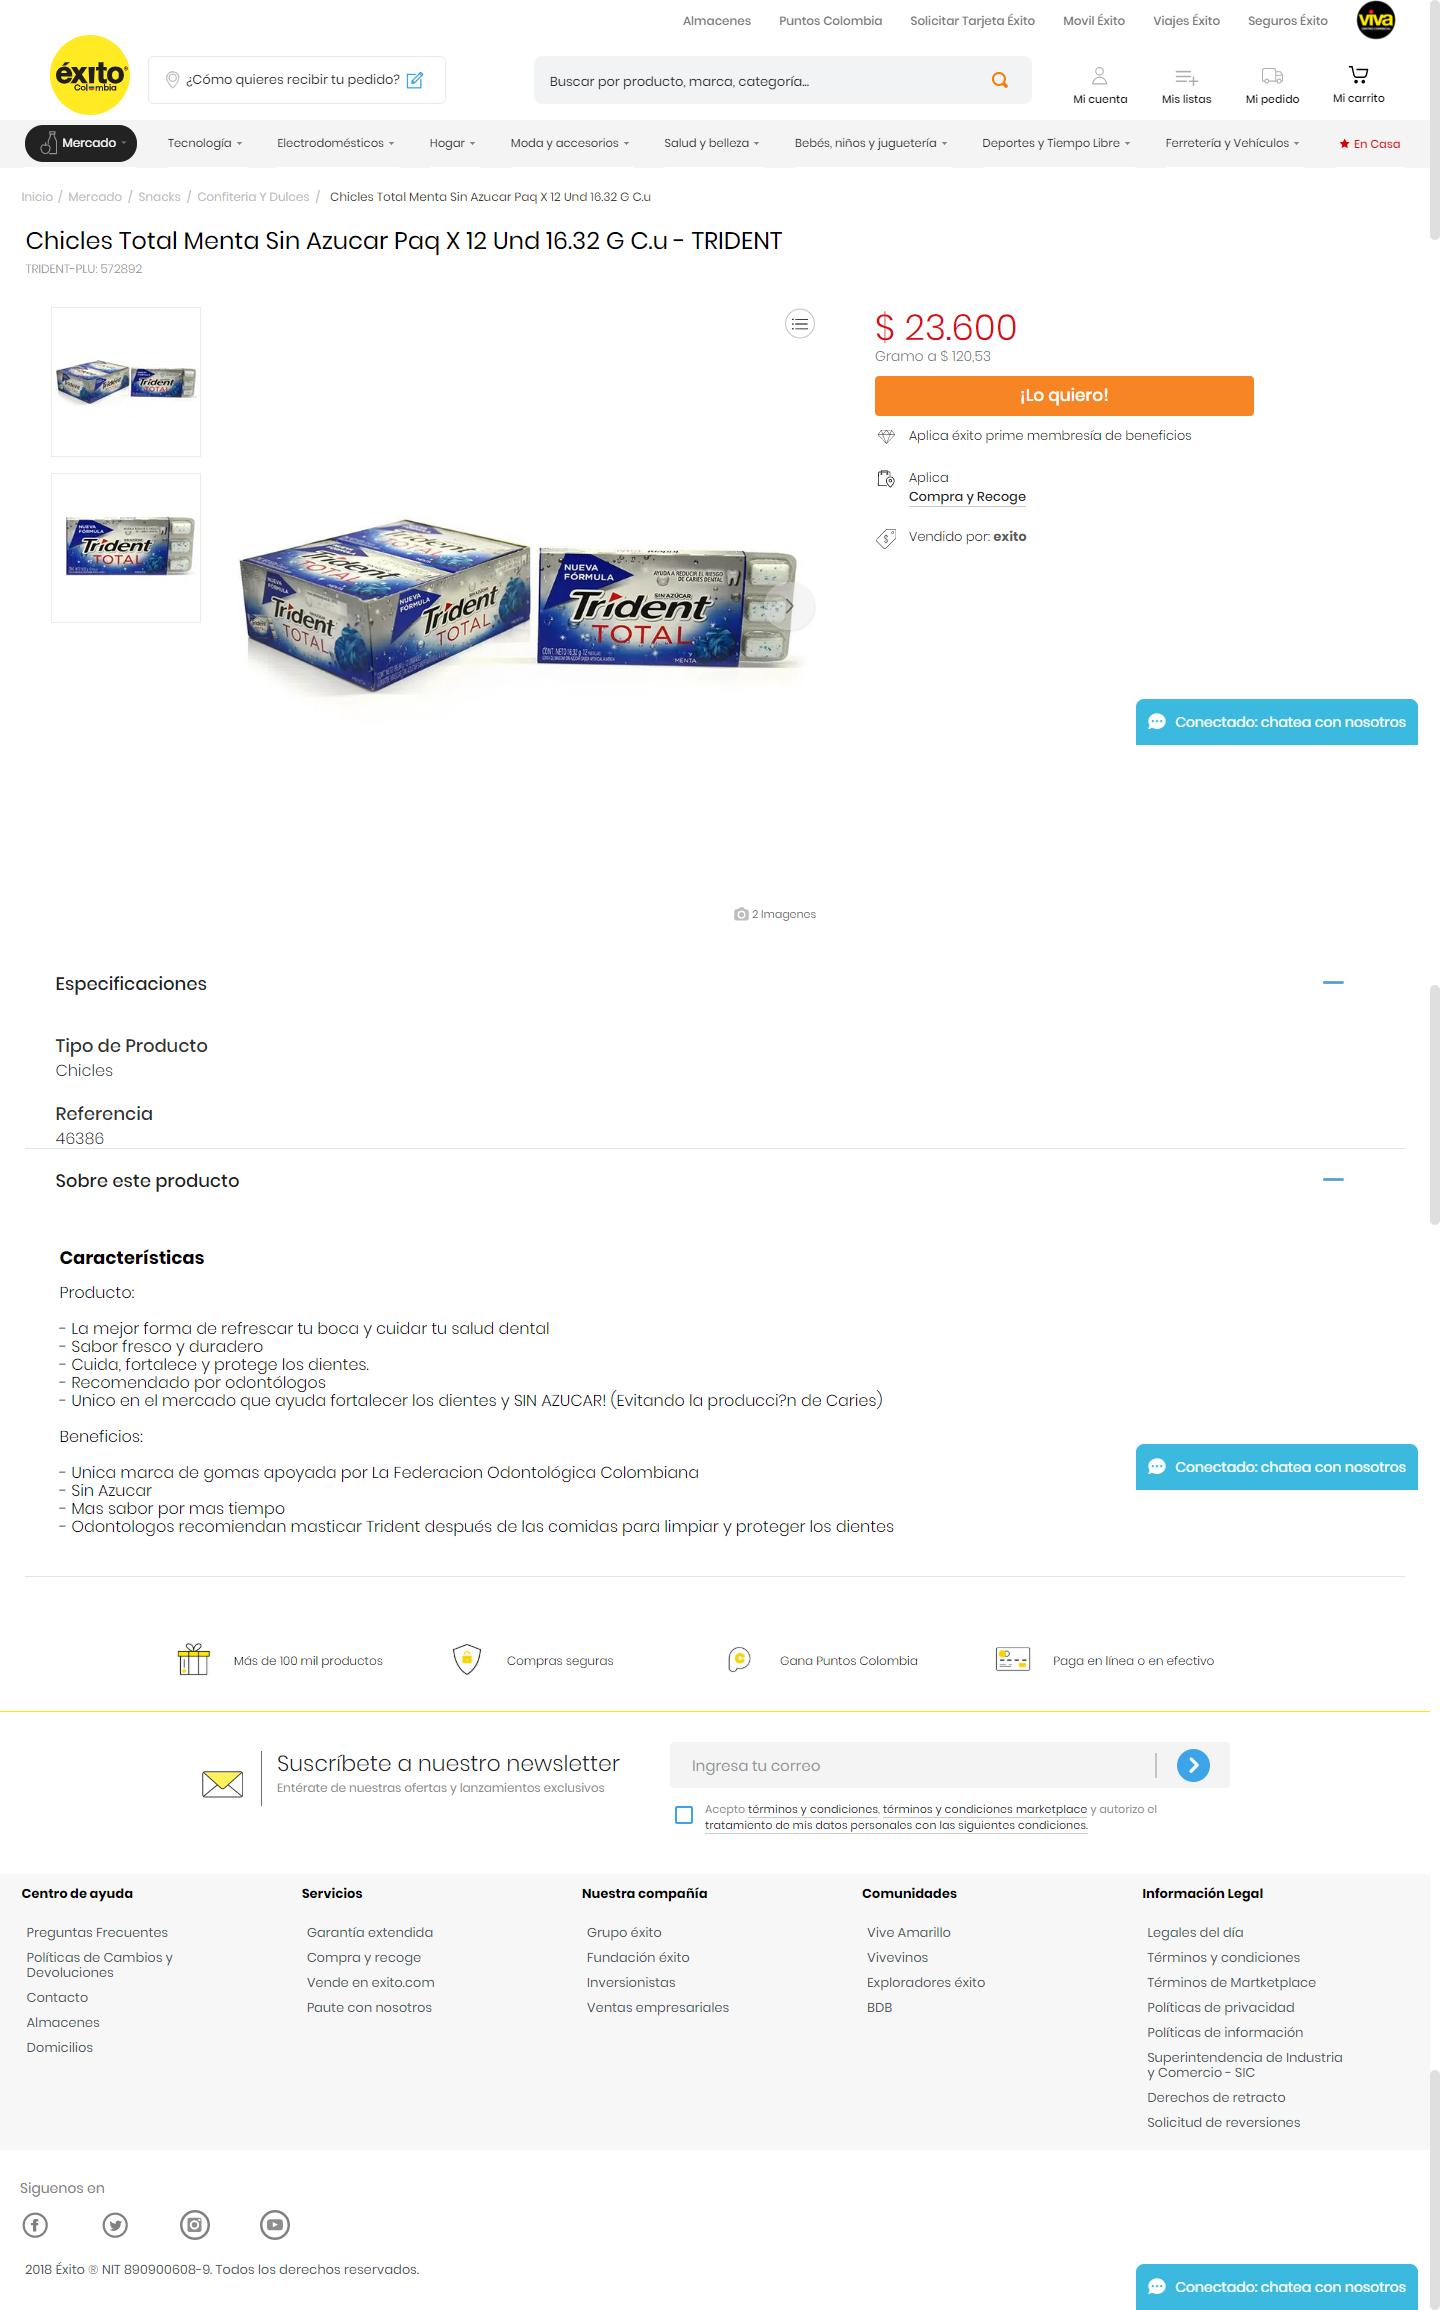 Almacenes Puntos Colombia Solicitar Tarjeta Éxito Movil Éxito Viajes Éxito Seguros Éxito viva
éxito
Colombia
¿Cómo quieres recibir tu pedido?
Buscar por producto, marca, categoría...
Mi cuenta Mis listas Mi pedido Mi carrito
Mercado Tecnología Electrodomésticos Hogar Moda y accesorios Salud y belleza Bebés, niños y juguetería Deportes y Tiempo Libre Ferretería y Vehículos En Casa
Inicio / Mercado / Snacks / Confiteria Y Dulces / Chicles Total Menta Sin Azucar Paq X 12 Und 16.32 G C.u
Chicles Total Menta Sin Azucar Paq X 12 Und 16.32 G C.u - TRIDENT
TRIDENT-PLU: 572892
NUEVA FÓRMULA
Trident
TOTAL
NUEVA FÓRMULA
AYUDA A REDUCIR EL RIESGO
DE CARIES DENTAL
SIN AZÚCAR
Trident
TOTAL
MENTA
$ 23.600
Gramo a $ 120,53
¡Lo quiero!
Aplica éxito prime membresía de beneficios
Aplica
Compra y Recoge
Vendido por: exito
Conectado: chatea con nosotros
2 Imagenes
Especificaciones
Tipo de Producto
Chicles
Referencia
46386
Sobre este producto
Características
Producto:
- La mejor forma de refrescar tu boca y cuidar tu salud dental
- Sabor fresco y duradero
- Cuida, fortalece y protege los dientes.
- Recomendado por odontólogos
- Unico en el mercado que ayuda fortalecer los dientes y SIN AZUCAR! (Evitando la producci?n de Caries)
Beneficios:
- Unica marca de gomas apoyada por La Federacion Odontológica Colombiana
- Sin Azucar
- Mas sabor por mas tiempo
- Odontologos recomiendan masticar Trident después de las comidas para limpiar y proteger los dientes
Conectado: chatea con nosotros
Más de 100 mil productos Compras seguras Gana Puntos Colombia Paga en línea o en efectivo
Suscríbete a nuestro newsletter
Entérate de nuestras ofertas y lanzamientos exclusivos
Ingresa tu correo
Acepto términos y condiciones, términos y condiciones marketplace y autorizo el
tratamiento de mis datos personales con las siguientes condiciones.
Centro de ayuda
Preguntas Frecuentes
Políticas de Cambios y
Devoluciones
Contacto
Almacenes
Domicilios
Servicios
Garantía extendida
Compra y recoge
Vende en exito.com
Paute con nosotros
Nuestra compañía
Grupo éxito
Fundación éxito
Inversionistas
Ventas empresariales
Comunidades
Vive Amarillo
Vivevinos
Exploradores éxito
BDB
Información Legal
Legales del día
Términos y condiciones
Términos de Martketplace
Políticas de privacidad
Políticas de información
Superintendencia de Industria
y Comercio - SIC
Derechos de retracto
Solicitud de reversiones
Siguenos en
2018 Éxito ® NIT 890900608-9. Todos los derechos reservados.
Conectado: chatea con nosotros